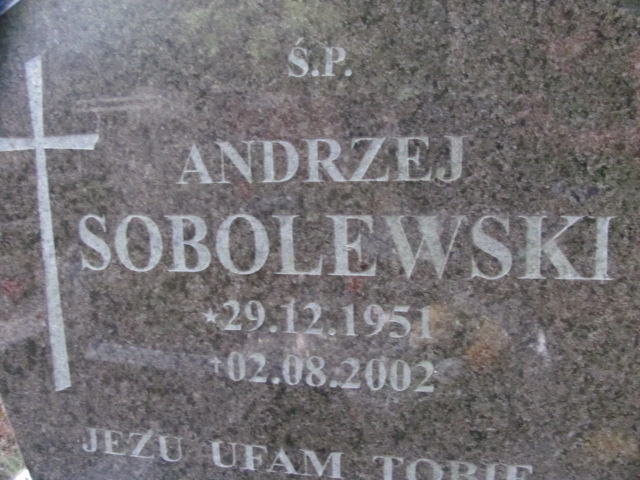 Ś.P.
ANDRZEJ
SOBOLEWSKI
*29.12.1951
†02.08.2002
JEZU UFAM TOBIE